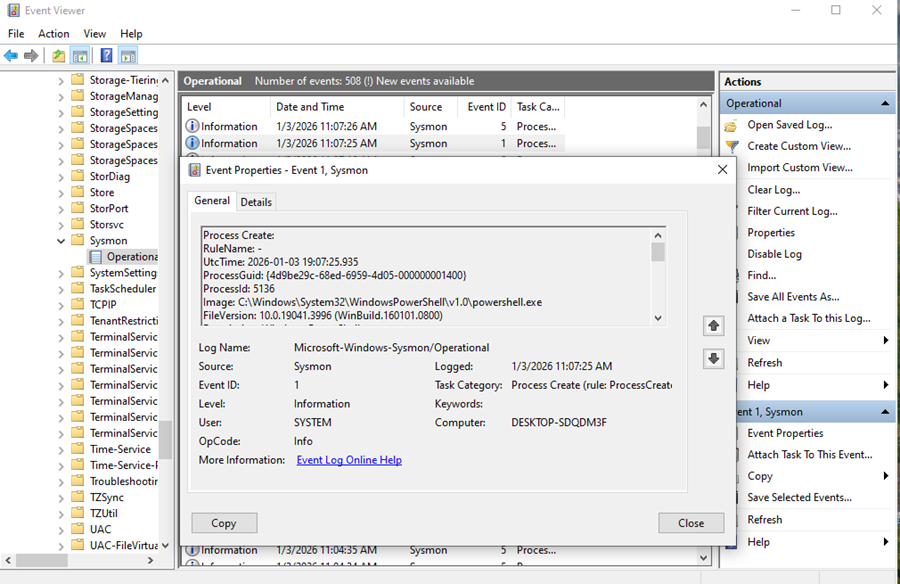 Event Viewer
File Action View Help
Storage-Tiering
StorageManag
StorageSetting
StorageSpaces
StorageSpaces
StorageSpaces
StorDiag
Store
StorPort
Storsvc
Sysmon
Operationa
SystemSetting
TaskScheduler
TCPIP
TenantRestricti
TerminalServic
TerminalServic
TerminalServic
TerminalServic
TerminalServic
TerminalServic
TerminalServic
Time-Service
Time-Service-P
Troubleshootin
TZSync
TZUtil
UAC
UAC-FileVirtua
Operational Number of events: 508 (!) New events available
Level Date and Time Source Event ID Task Ca...
Information 1/3/2026 11:07:26 AM Sysmon 5 Proces...
Information 1/3/2026 11:07:25 AM Sysmon 1 Proces...
Event Properties - Event 1, Sysmon
General Details
Process Create:
RuleName: -
UtcTime: 2026-01-03 19:07:25.935
ProcessGuid: {4d9be29c-68ed-6959-4d05-000000001400}
ProcessId: 5136
Image: C:\Windows\System32\WindowsPowerShell\v1.0\powershell.exe
FileVersion: 10.0.19041.3996 (WinBuild.160101.0800)
Log Name: Microsoft-Windows-Sysmon/Operational
Source: Sysmon Logged: 1/3/2026 11:07:25 AM
Event ID: 1 Task Category: Process Create (rule: ProcessCreate
Level: Information Keywords:
User: SYSTEM Computer: DESKTOP-SDQDM3F
OpCode: Info
More Information: Event Log Online Help
Copy Close
Information 1/3/2026 11:04:35 AM Sysmon 5 Proces...
Actions
Operational
Open Saved Log...
Create Custom View...
Import Custom View...
Clear Log...
Filter Current Log...
Properties
Disable Log
Find...
Save All Events As...
Attach a Task To this Log...
View
Refresh
Help
ent 1, Sysmon
Event Properties
Attach Task To This Event...
Copy
Save Selected Events...
Refresh
Help